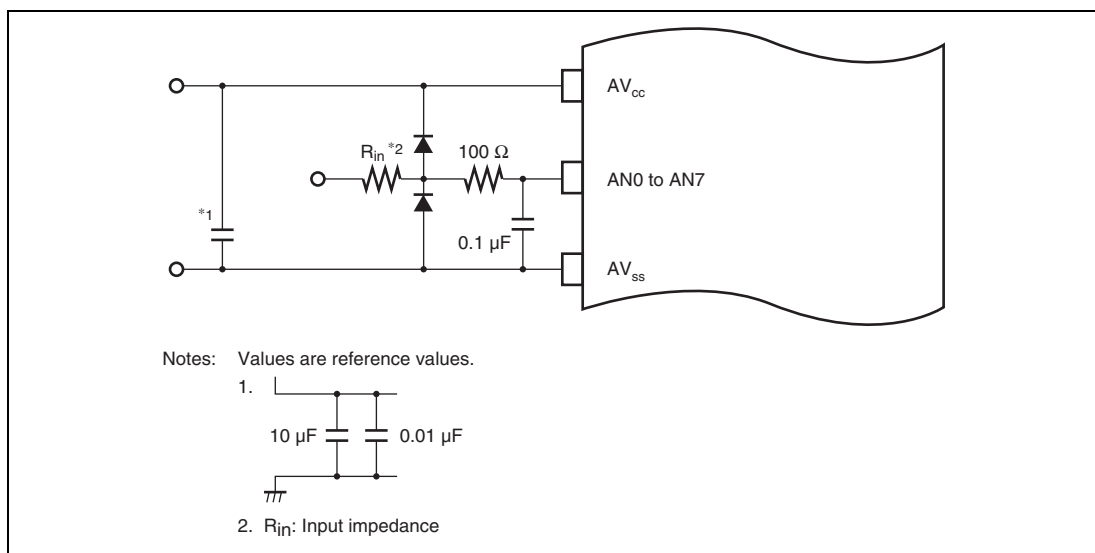 AVcc
Rin *2
100 Ω
AN0 to AN7
*1
0.1 µF
AVss
Notes: Values are reference values.
1.
10 µF
0.01 µF
2. Rin: Input impedance